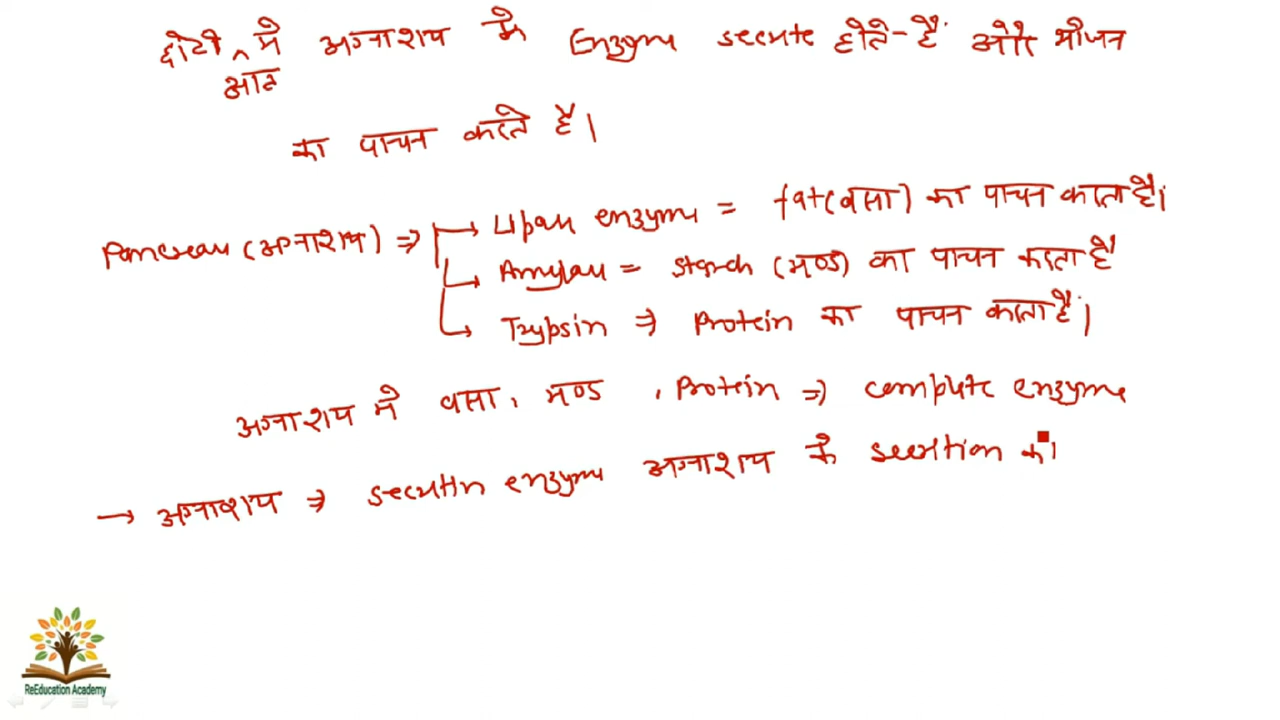 छोटी आंत में अग्नाशय के Enzyme secrete होते हैं और भोजन
का पाचन करते है।
Pancreas (अग्नाशय) ⇒ Lipase enzyme = fat (वसा) का पाचन करता है।
Amylase = starch (मण्ड) का पाचन करता है
Trypsin ⇒ Protein का पाचन करता है।
अग्नाशय में वसा, मण्ड, Protein ⇒ complete enzyme
→ अग्नाशय ⇒ secretin enzyme अग्नाशय के secretion का
ReEducation Academy